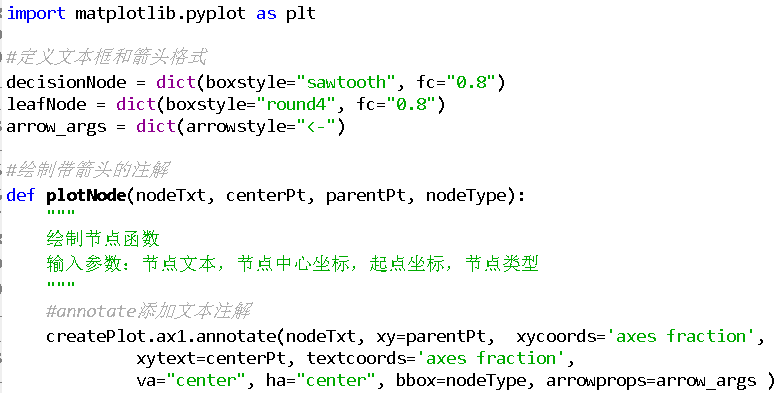 import matplotlib.pyplot as plt
#定义文本框和箭头格式
decisionNode = dict(boxstyle="sawtooth", fc="0.8")
leafNode = dict(boxstyle="round4", fc="0.8")
arrow_args = dict(arrowstyle="<-")
#绘制带箭头的注解
def plotNode(nodeTxt, centerPt, parentPt, nodeType):
"""
绘制节点函数
输入参数：节点文本，节点中心坐标，起点坐标，节点类型
"""
#annotate添加文本注解
createPlot.ax1.annotate(nodeTxt, xy=parentPt,  xycoords='axes fraction',
xytext=centerPt, textcoords='axes fraction',
va="center", ha="center", bbox=nodeType, arrowprops=arrow_args )